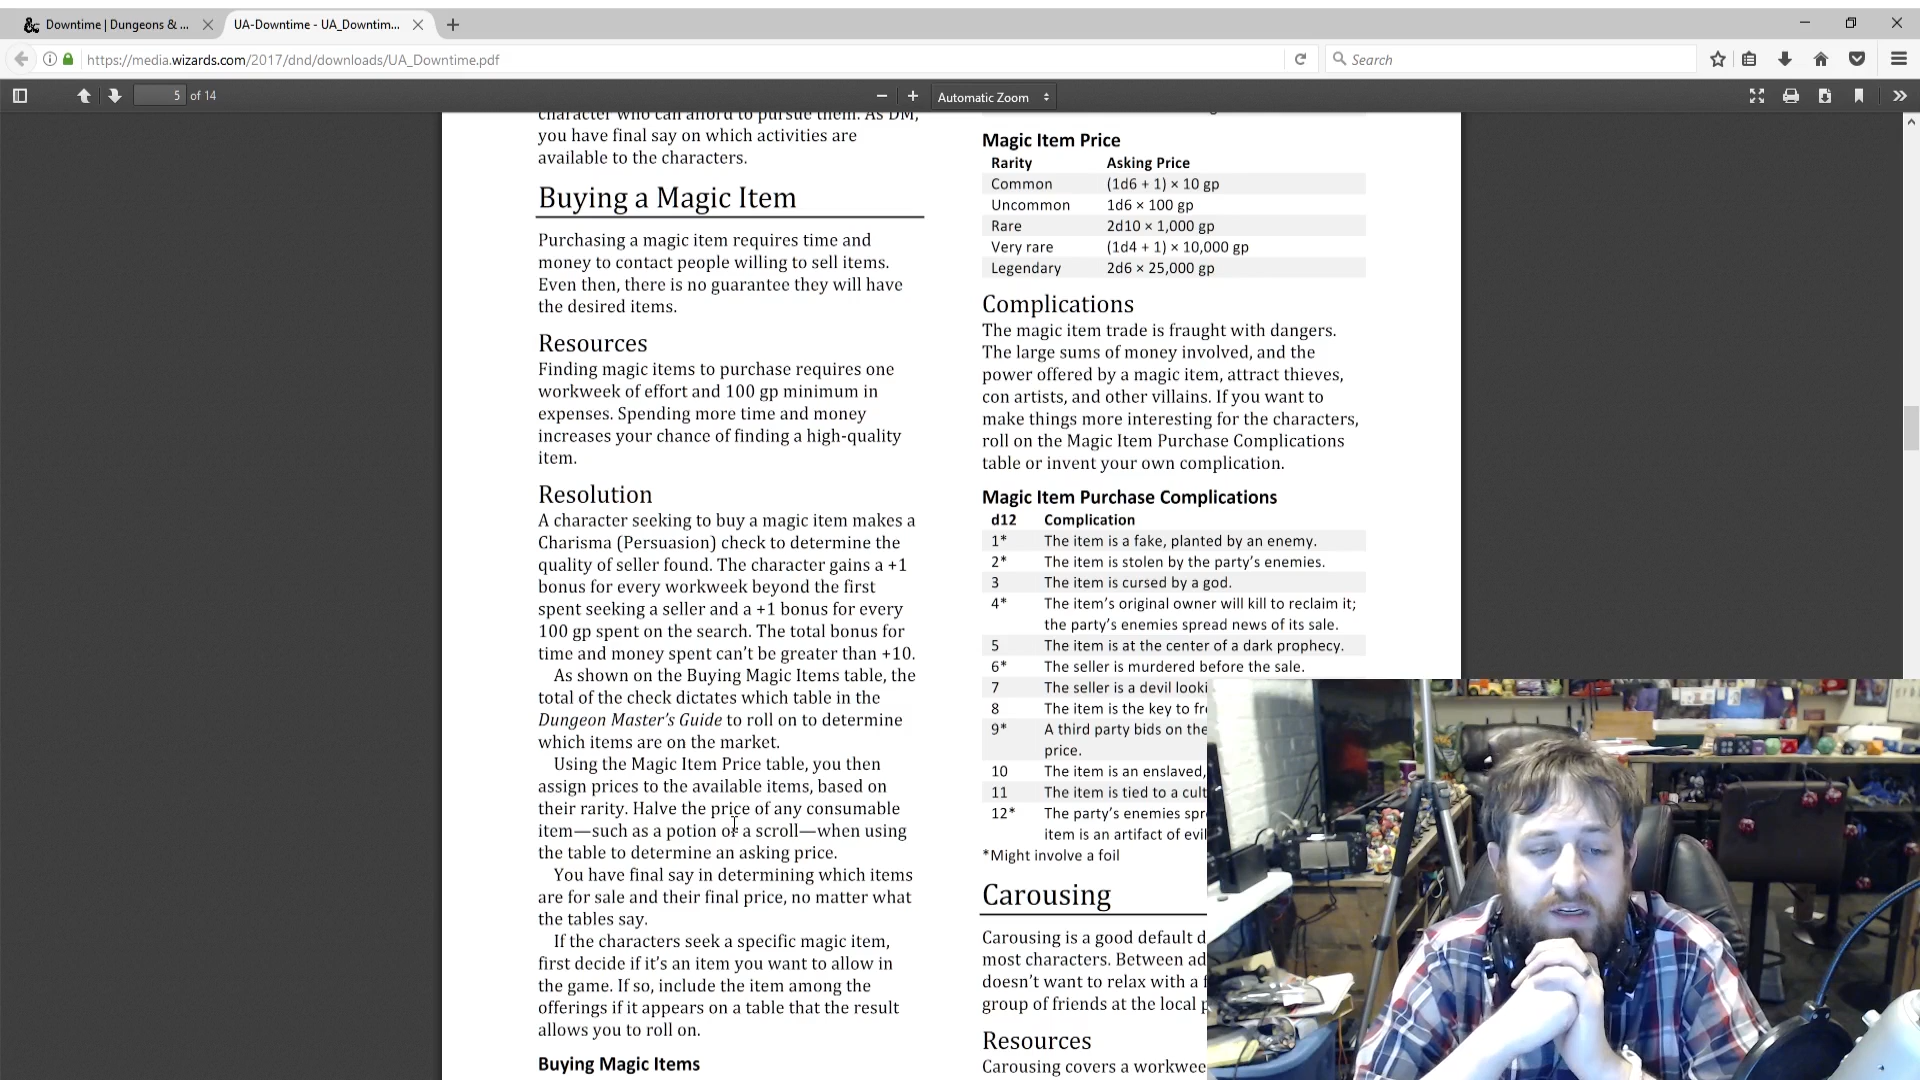 Downtime | Dungeons & ...
UA-Downtime - UA_Downtim...
https://media.wizards.com/2017/dnd/downloads/UA_Downtime.pdf
Search
5 of 14
Automatic Zoom
character who can afford to pursue them. As DM,
you have final say on which activities are
available to the characters.
Buying a Magic Item
Purchasing a magic item requires time and
money to contact people willing to sell items.
Even then, there is no guarantee they will have
the desired items.
Resources
Finding magic items to purchase requires one
workweek of effort and 100 gp minimum in
expenses. Spending more time and money
increases your chance of finding a high-quality
item.
Resolution
A character seeking to buy a magic item makes a
Charisma (Persuasion) check to determine the
quality of seller found. The character gains a +1
bonus for every workweek beyond the first
spent seeking a seller and a +1 bonus for every
100 gp spent on the search. The total bonus for
time and money spent can't be greater than +10.
As shown on the Buying Magic Items table, the
total of the check dictates which table in the
Dungeon Master's Guide to roll on to determine
which items are on the market.
Using the Magic Item Price table, you then
assign prices to the available items, based on
their rarity. Halve the price of any consumable
item—such as a potion or a scroll—when using
the table to determine an asking price.
You have final say in determining which items
are for sale and their final price, no matter what
the tables say.
If the characters seek a specific magic item,
first decide if it's an item you want to allow in
the game. If so, include the item among the
offerings if it appears on a table that the result
allows you to roll on.
Buying Magic Items
Magic Item Price
Rarity Asking Price
Common (1d6 + 1) × 10 gp
Uncommon 1d6 × 100 gp
Rare 2d10 × 1,000 gp
Very rare (1d4 + 1) × 10,000 gp
Legendary 2d6 × 25,000 gp
Complications
The magic item trade is fraught with dangers.
The large sums of money involved, and the
power offered by a magic item, attract thieves,
con artists, and other villains. If you want to
make things more interesting for the characters,
roll on the Magic Item Purchase Complications
table or invent your own complication.
Magic Item Purchase Complications
d12 Complication
1* The item is a fake, planted by an enemy.
2* The item is stolen by the party's enemies.
3 The item is cursed by a god.
4* The item's original owner will kill to reclaim it;
the party's enemies spread news of its sale.
5 The item is at the center of a dark prophecy.
6* The seller is murdered before the sale.
7 The seller is a devil looki
8 The item is the key to fr
9* A third party bids on the
price.
10 The item is an enslaved,
11 The item is tied to a cult
12* The party's enemies spr
item is an artifact of evil
*Might involve a foil
Carousing
Carousing is a good default d
most characters. Between ad
doesn't want to relax with a f
group of friends at the local p
Resources
Carousing covers a workwee